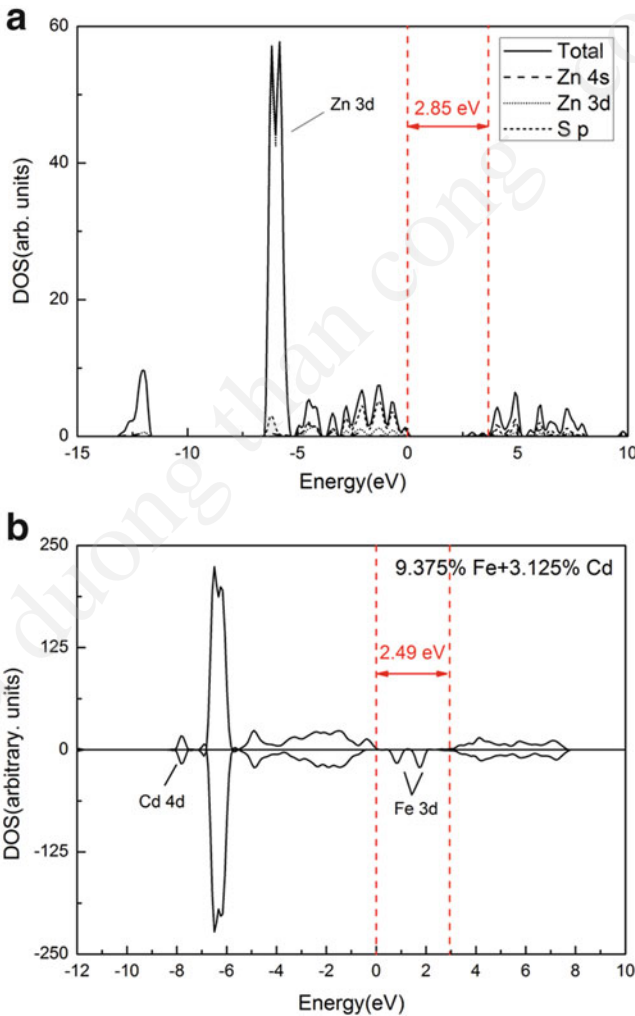 a
60
40
20
0
DOS(arb. units)
Total
Zn 4s
Zn 3d
S p
2.85 eV
Zn 3d
-15 -10 -5 0 5 10
Energy(eV)
b
250
125
0
-125
-250
DOS(arbitrary. units)
9.375% Fe+3.125% Cd
2.49 eV
Cd 4d
Fe 3d
-12 -10 -8 -6 -4 -2 0 2 4 6 8 10
Energy(eV)
duong than cong